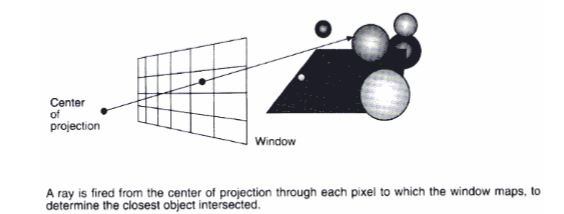 Center
of
projection
Window
A ray is fired from the center of projection through each pixel to which the window maps, to
determine the closest object intersected.